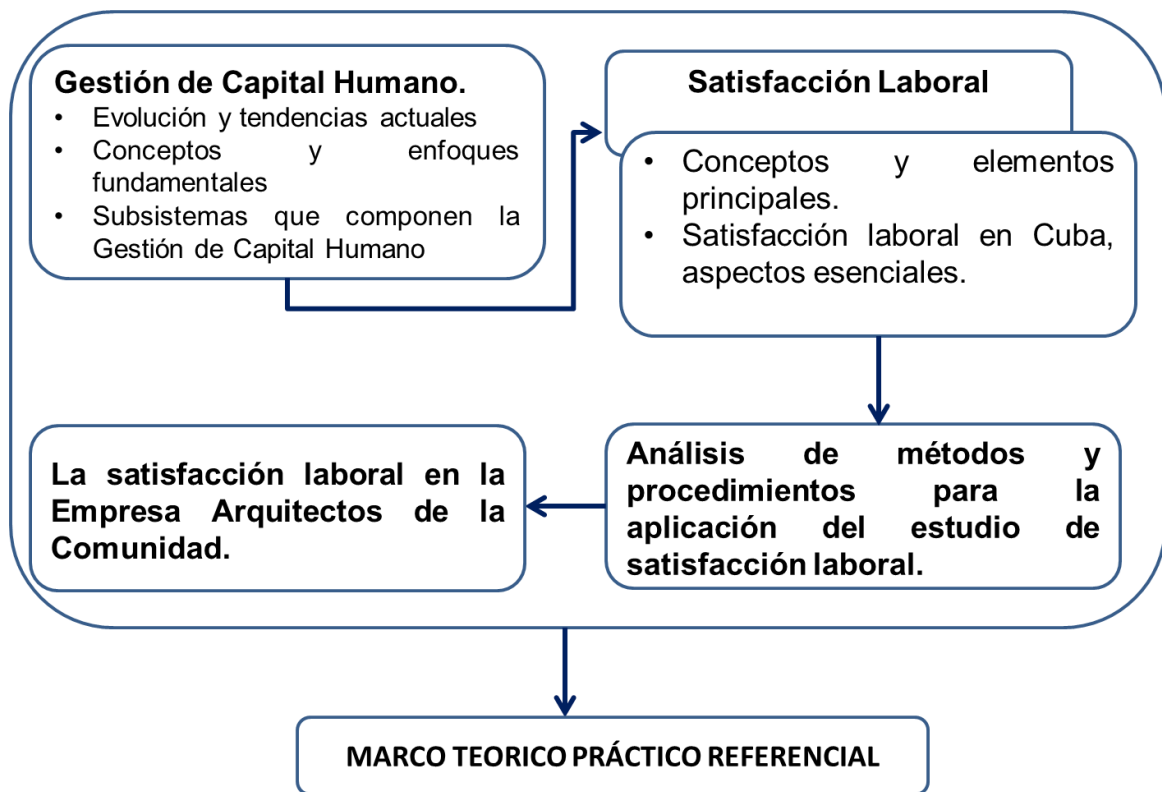 Gestión de Capital Humano.
• Evolución y tendencias actuales
• Conceptos y enfoques
fundamentales
• Subsistemas que componen la
Gestión de Capital Humano
Satisfacción Laboral
• Conceptos y elementos
principales.
• Satisfacción laboral en Cuba,
aspectos esenciales.
Análisis de métodos y
procedimientos para la
aplicación del estudio de
satisfacción laboral.
La satisfacción laboral en la
Empresa Arquitectos de la
Comunidad.
MARCO TEORICO PRÁCTICO REFERENCIAL